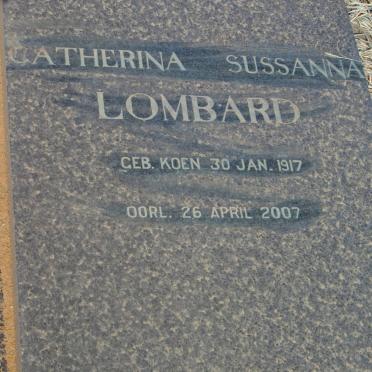 CATHERINA SUSSANNA
LOMBARD
GEB. KOEN 30 JAN. 1917
OORL. 26 APRIL 2007